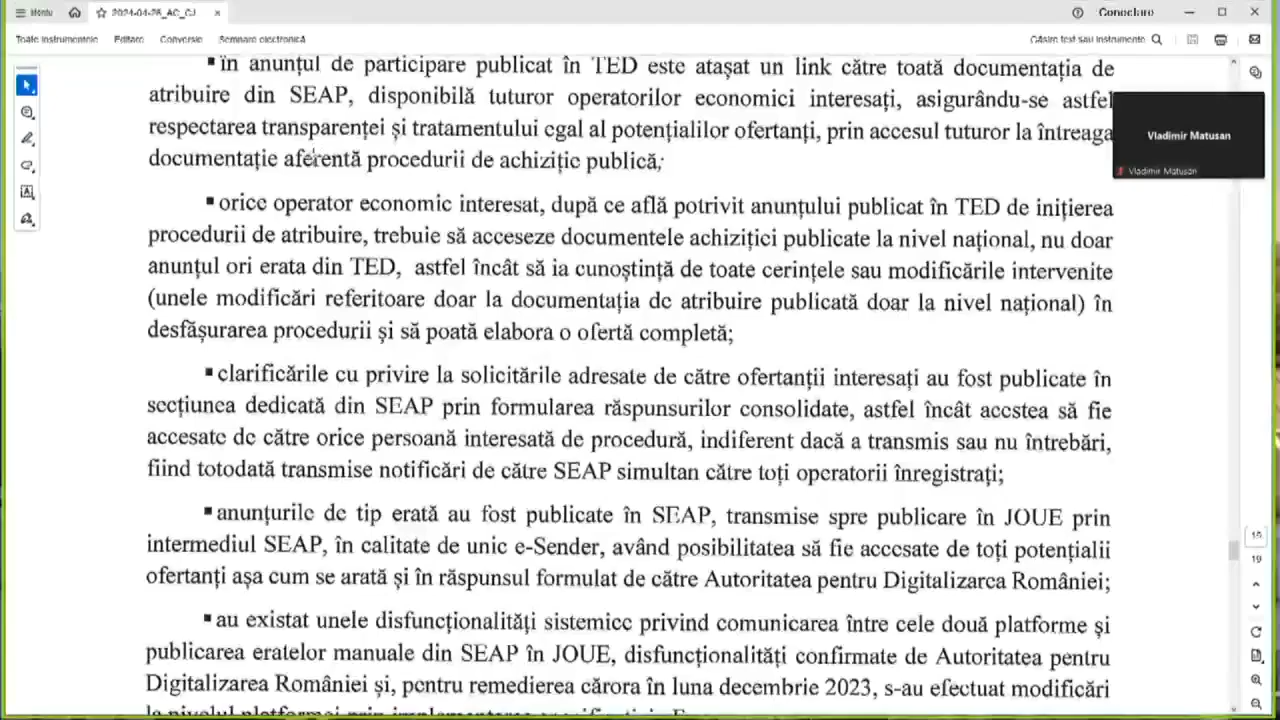 Meniu
2024-04-26_AC_CJ
Conectare
Toate instrumentele Editare Conversie Semnare electronică
Găsire text sau instrumente
în anunțul de participare publicat în TED este atașat un link către toată documentația de
atribuire din SEAP, disponibilă tuturor operatorilor economici interesați, asigurându-se astfel
respectarea transparenței și tratamentului egal al potențialilor ofertanți, prin accesul tuturor la întreaga
documentație aferentă procedurii de achiziție publică;
orice operator economic interesat, după ce află potrivit anunțului publicat în TED de inițierea
procedurii de atribuire, trebuie să acceseze documentele achiziției publicate la nivel național, nu doar
anunțul ori erata din TED, astfel încât să ia cunoștință de toate cerințele sau modificările intervenite
(unele modificări referitoare doar la documentația de atribuire publicată doar la nivel național) în
desfășurarea procedurii și să poată elabora o ofertă completă;
clarificările cu privire la solicitările adresate de către ofertanții interesați au fost publicate în
secțiunea dedicată din SEAP prin formularea răspunsurilor consolidate, astfel încât acestea să fie
accesate de către orice persoană interesată de procedură, indiferent dacă a transmis sau nu întrebări,
fiind totodată transmise notificări de către SEAP simultan către toți operatorii înregistrați;
anunțurile de tip erată au fost publicate în SEAP, transmise spre publicare în JOUE prin
intermediul SEAP, în calitate de unic e-Sender, având posibilitatea să fie accesate de toți potențialii
ofertanți așa cum se arată și în răspunsul formulat de către Autoritatea pentru Digitalizarea României;
au existat unele disfuncționalități sistemice privind comunicarea între cele două platforme și
publicarea eratelor manuale din SEAP în JOUE, disfuncționalități confirmate de Autoritatea pentru
Digitalizarea României și, pentru remedierea cărora în luna decembrie 2023, s-au efectuat modificări
la nivelul platformei prin implementarea
Vladimir Matusan
Vladimir Matusan
15
19